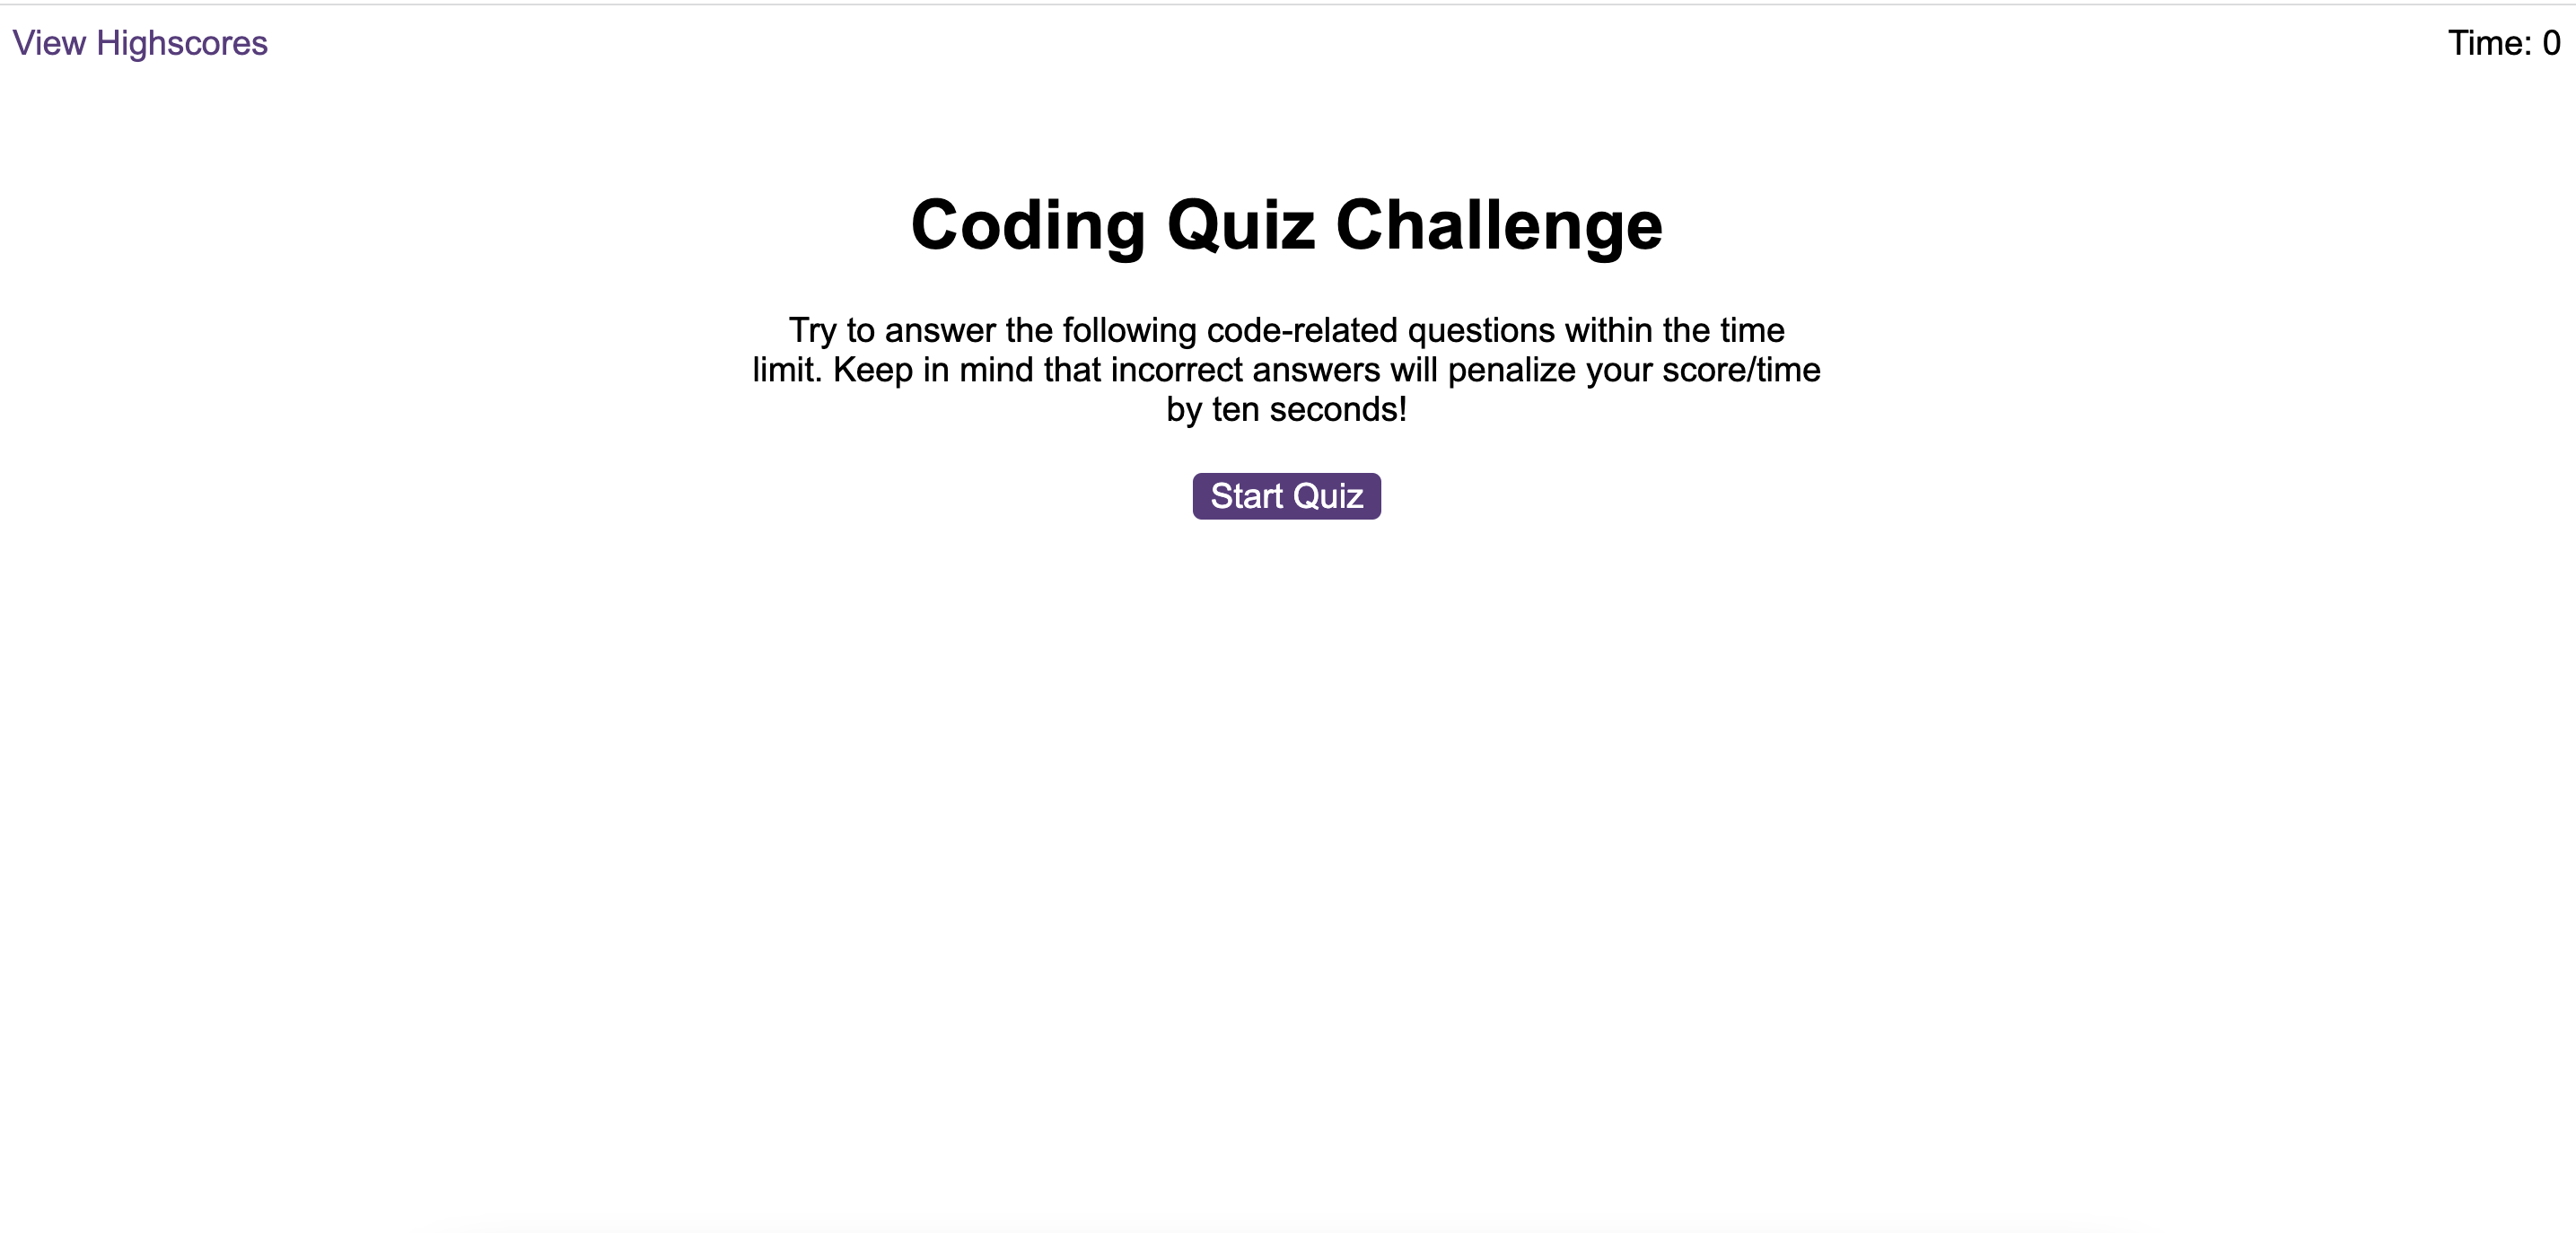 View Highscores
Time: 0
Coding Quiz Challenge
Try to answer the following code-related questions within the time
limit. Keep in mind that incorrect answers will penalize your score/time
by ten seconds!
Start Quiz